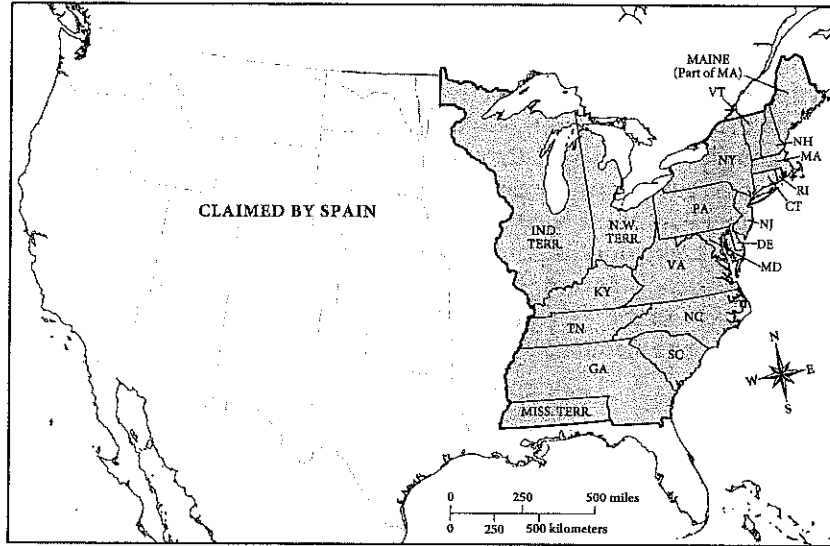 MAINE
(Part of MA)
VT
NH
NY
MA
RI
CT
CLAIMED BY SPAIN
PA
IND.
TERR.
N.W.
TERR.
NJ
DE
VA
MD
KY
NC
TN
SC
GA
MISS. TERR.
N
W
E
S
0 250 500 miles
0 250 500 kilometers